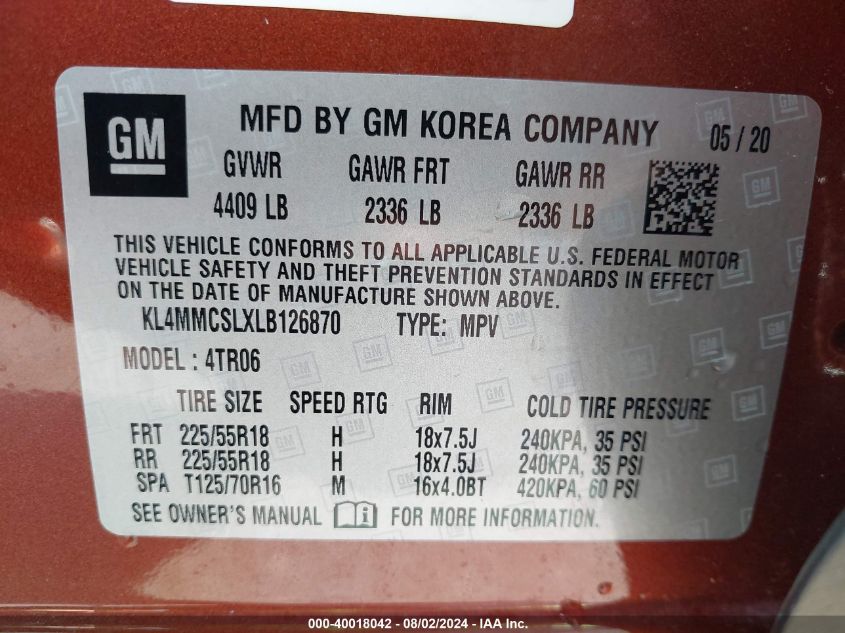 GM
MFD BY GM KOREA COMPANY 05 / 20
GVWR GAWR FRT GAWR RR
4409 LB 2336 LB 2336 LB
THIS VEHICLE CONFORMS TO ALL APPLICABLE U.S. FEDERAL MOTOR
VEHICLE SAFETY AND THEFT PREVENTION STANDARDS IN EFFECT
ON THE DATE OF MANUFACTURE SHOWN ABOVE.
KL4MMCSLXLB126870 TYPE: MPV
MODEL : 4TR06
TIRE SIZE SPEED RTG RIM COLD TIRE PRESSURE
FRT 225/55R18 H 18x7.5J 240KPA, 35 PSI
RR 225/55R18 H 18x7.5J 240KPA, 35 PSI
SPA T125/70R16 M 16x4.0BT 420KPA, 60 PSI
SEE OWNER'S MANUAL i FOR MORE INFORMATION.
000-40018042 - 08/02/2024 - IAA Inc.